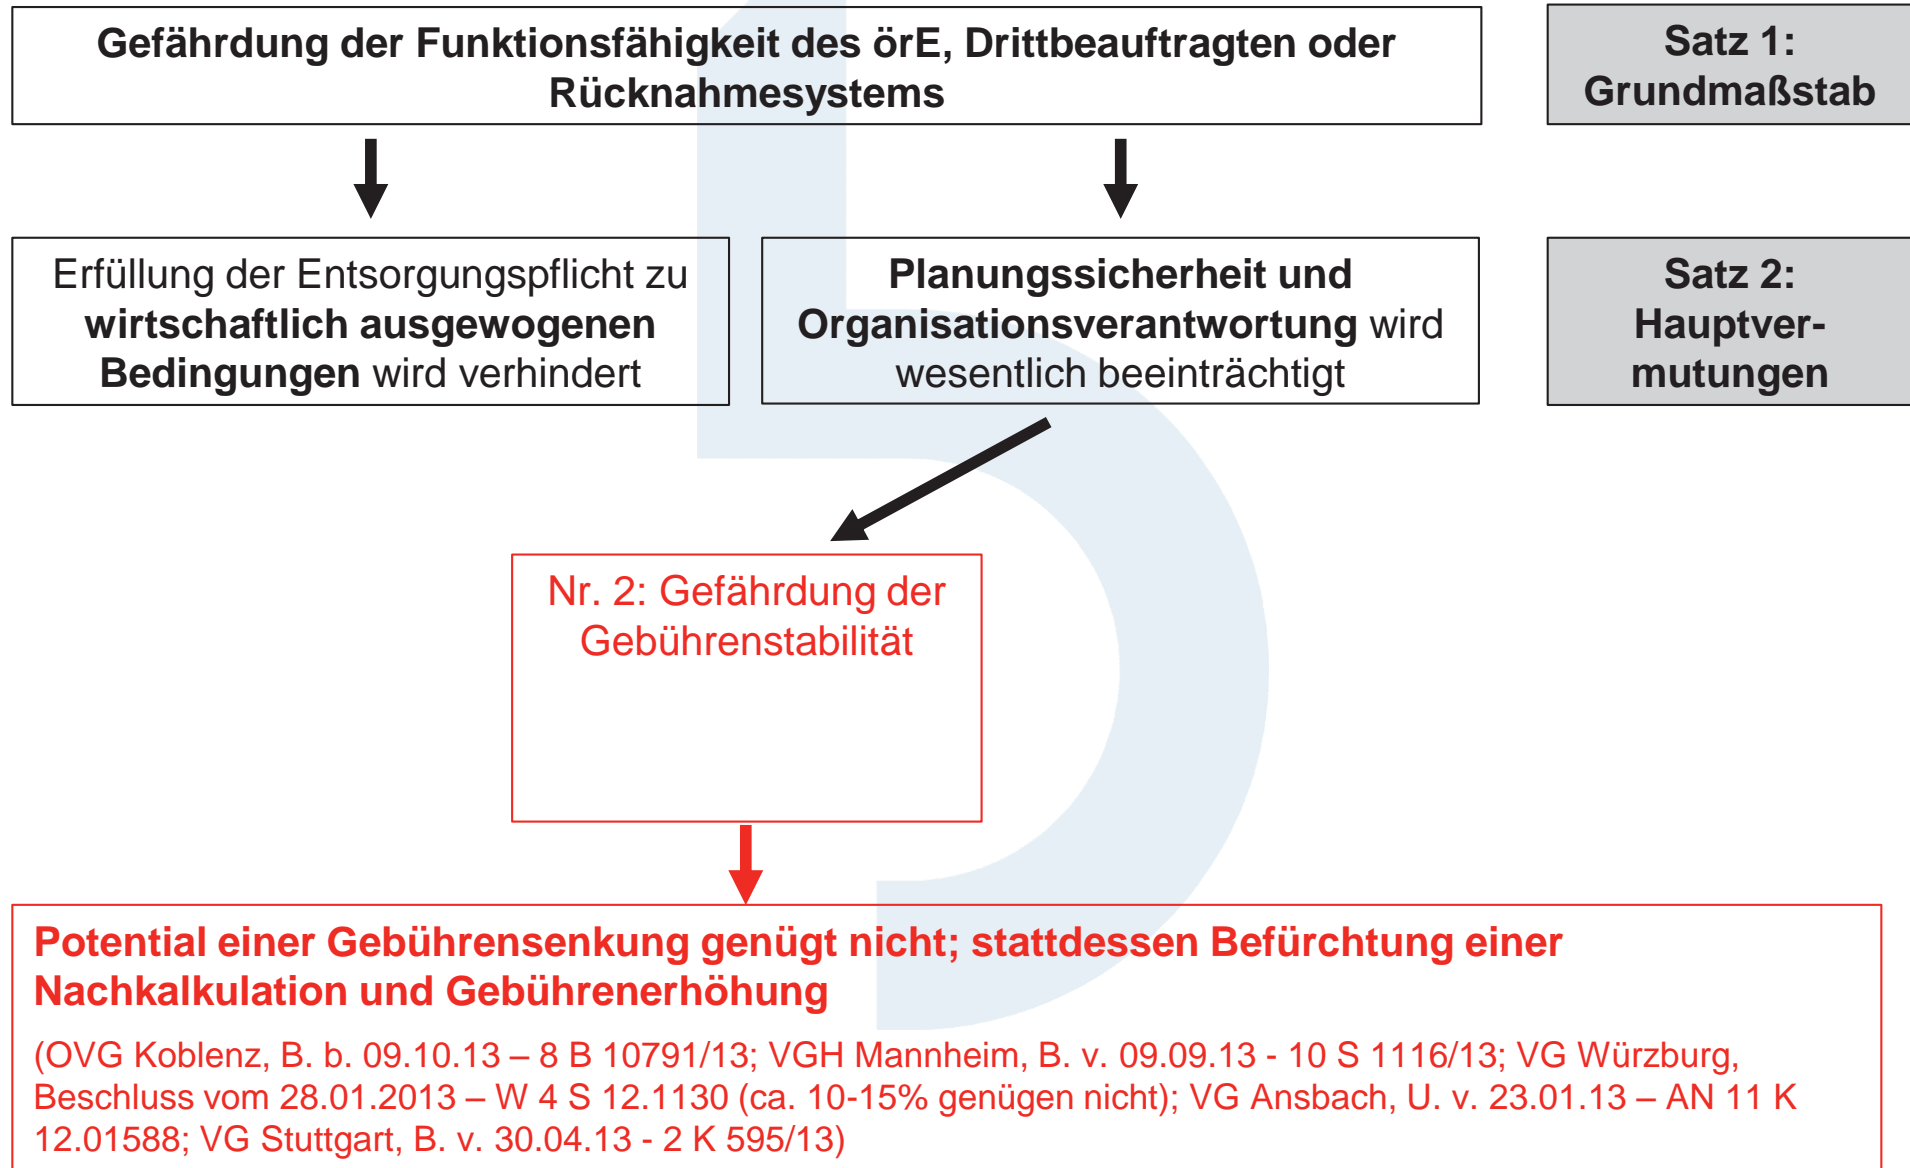 Gefährdung der Funktionsfähigkeit des örE, Drittbeauftragten oder
Rücknahmesystems
Satz 1:
Grundmaßstab
Erfüllung der Entsorgungspflicht zu
wirtschaftlich ausgewogenen
Bedingungen wird verhindert
Planungssicherheit und
Organisationsverantwortung wird
wesentlich beeinträchtigt
Satz 2:
Hauptver-
mutungen
Nr. 2: Gefährdung der
Gebührenstabilität
Potential einer Gebührensenkung genügt nicht; stattdessen Befürchtung einer
Nachkalkulation und Gebührenerhöhung
(OVG Koblenz, B. b. 09.10.13 – 8 B 10791/13; VGH Mannheim, B. v. 09.09.13 - 10 S 1116/13; VG Würzburg,
Beschluss vom 28.01.2013 – W 4 S 12.1130 (ca. 10-15% genügen nicht); VG Ansbach, U. v. 23.01.13 – AN 11 K
12.01588; VG Stuttgart, B. v. 30.04.13 - 2 K 595/13)